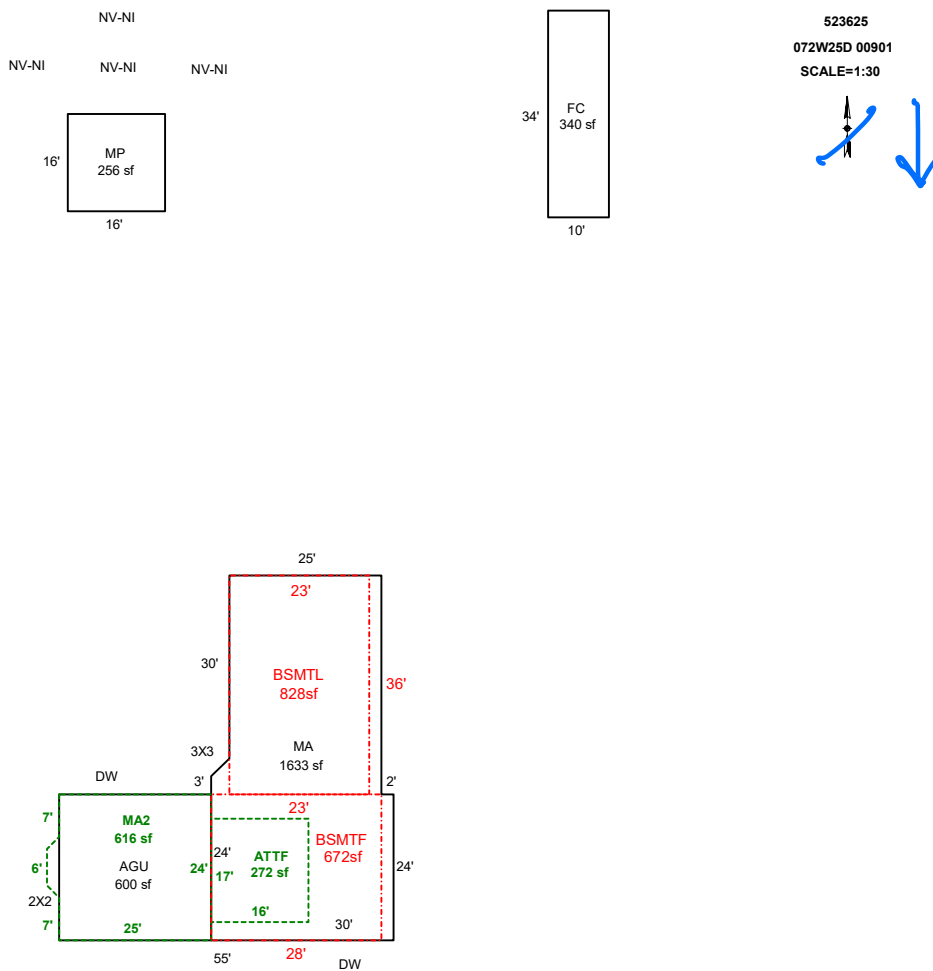 523625
072W25D 00901
SCALE=1:30
NV-NI
NV-NI
NV-NI
NV-NI
MP
256 sf
16'
16'
FC
340 sf
34'
10'
25'
23'
30'
BSMTL
828sf
36'
MA
1633 sf
3X3
3'
2'
DW
7'
MA2
616 sf
6'
AGU
600 sf
24'
2X2
7'
25'
23'
BSMTF
672sf
24'
ATTF
272 sf
17'
24'
16'
30'
55'
28'
DW